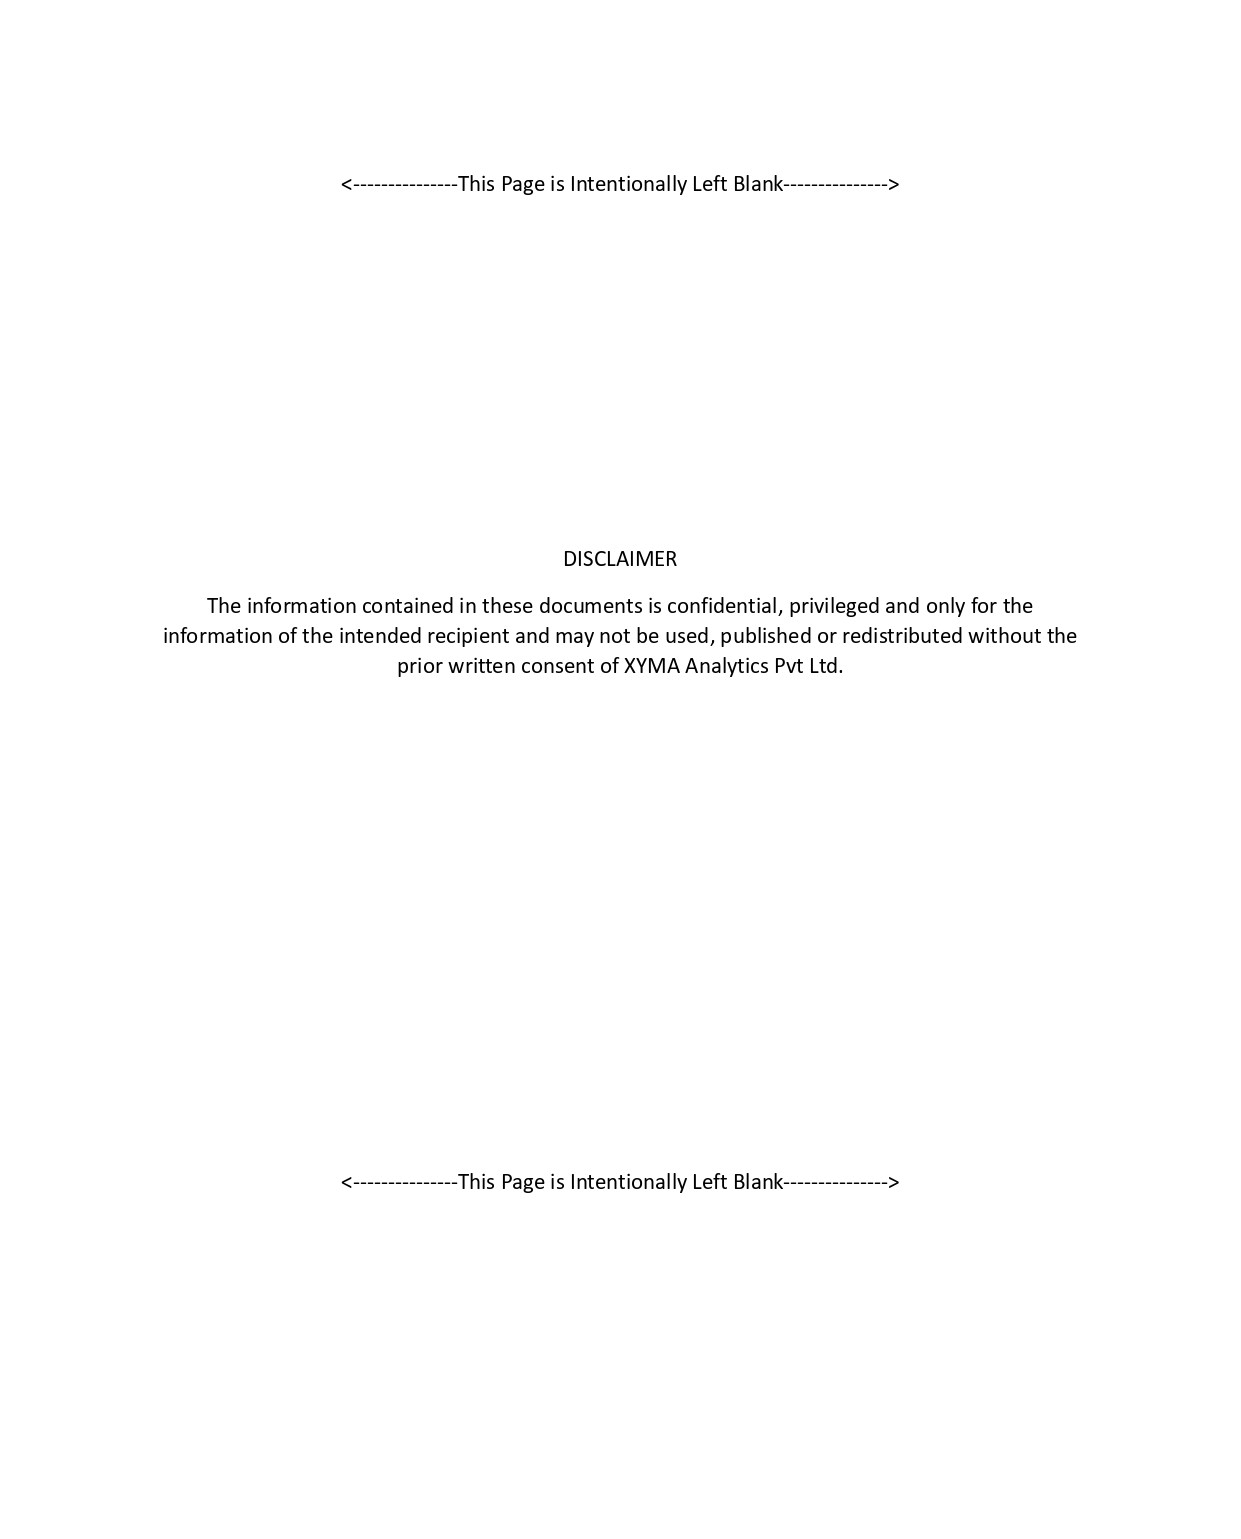 <---------------This Page is Intentionally Left Blank--------------->
DISCLAIMER
The information contained in these documents is confidential, privileged and only for the
information of the intended recipient and may not be used, published or redistributed without the
prior written consent of XYMA Analytics Pvt Ltd.
<---------------This Page is Intentionally Left Blank--------------->